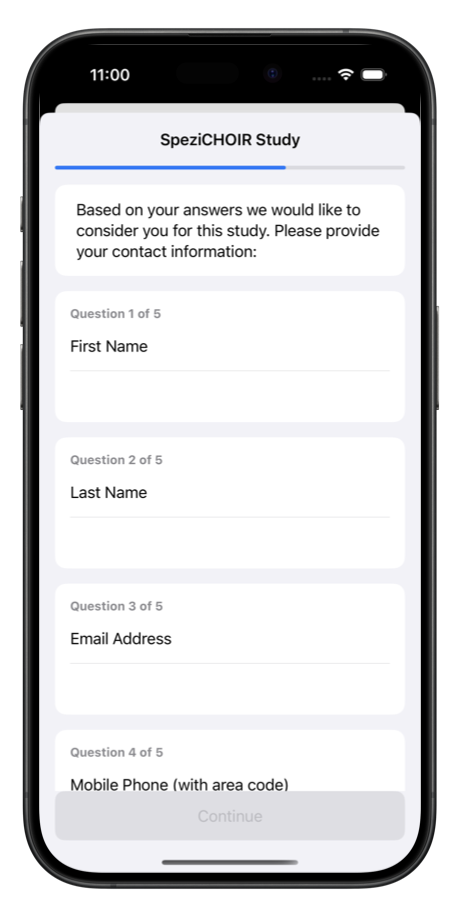 11:00
SpeziCHOIR Study
Based on your answers we would like to
consider you for this study. Please provide
your contact information:
Question 1 of 5
First Name
Question 2 of 5
Last Name
Question 3 of 5
Email Address
Question 4 of 5
Mobile Phone (with area code)
Continue